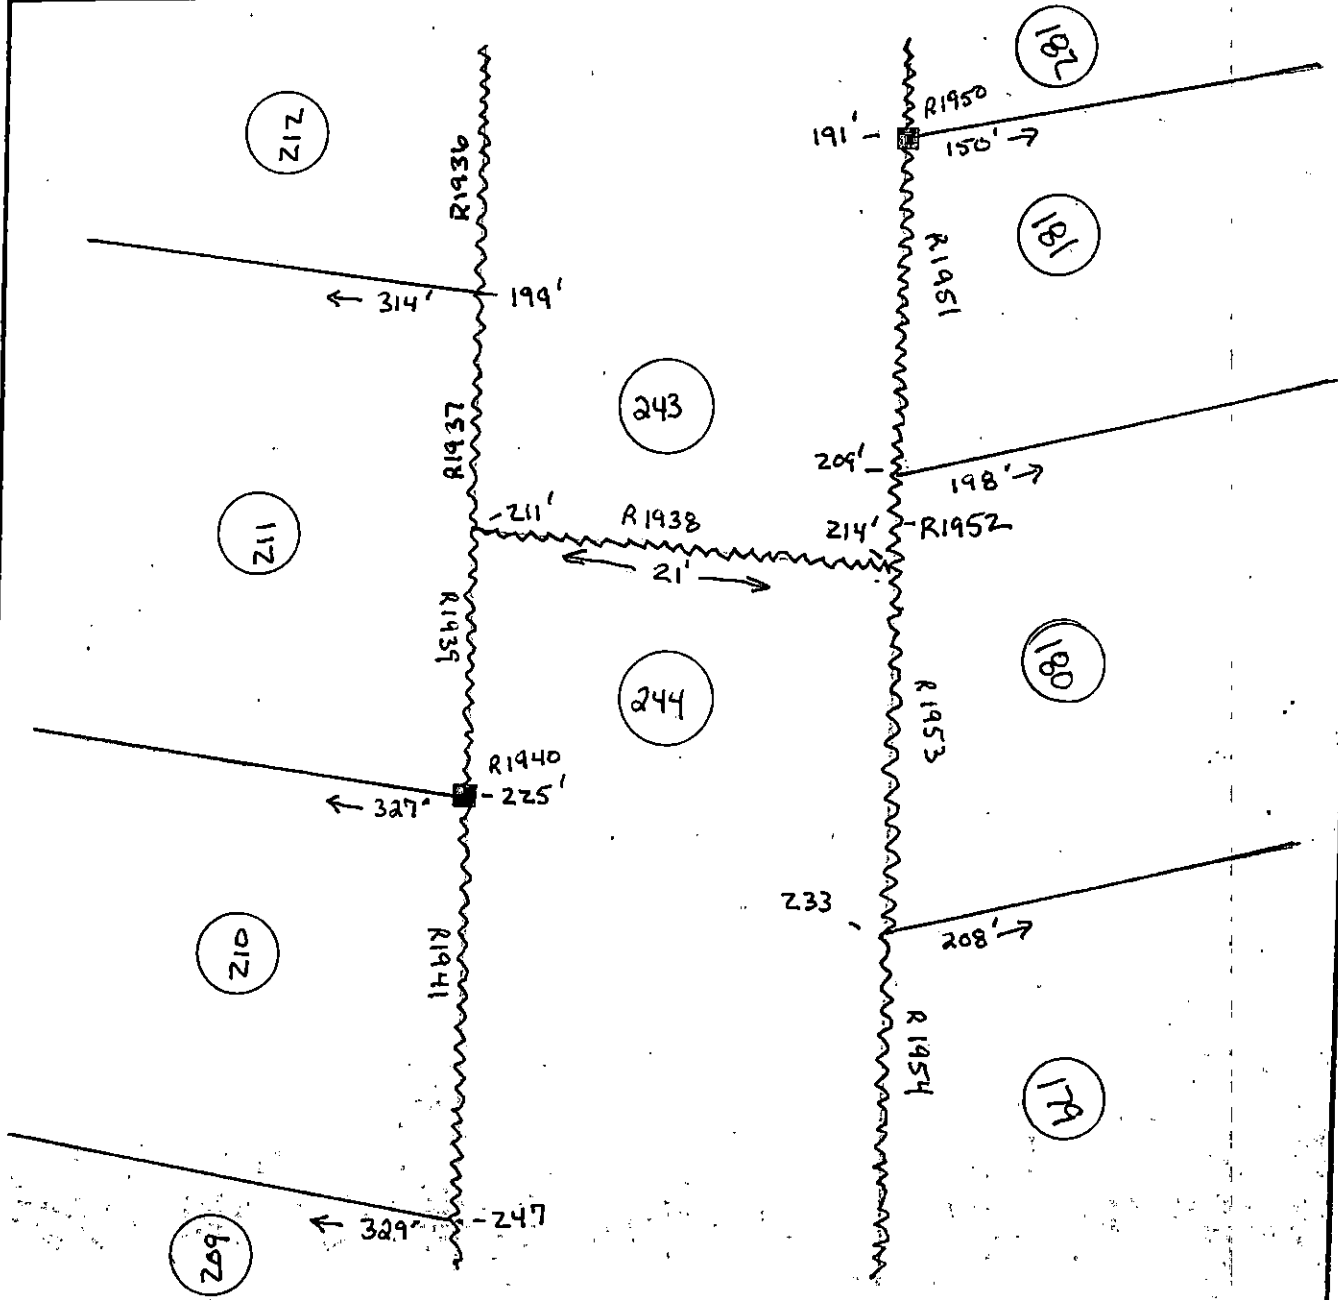 182
R1950
191'
150' →
212
R1936
181
R1951
← 314'
199'
243
R1937
209'
198' →
211'
R1938
214'
R1952
211
← 21' →
R1939
180
244
R1953
R1940
225'
← 327'
233
208' →
210
R1941
R1954
179
← 329'
247
209